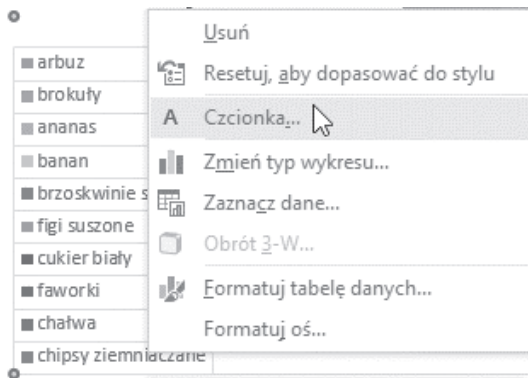 arbuz
brokuły
ananas
banan
brzoskwinie s
figi suszone
cukier biały
faworki
chałwa
chipsy ziemniaczane
Usuń
Resetuj, aby dopasować do stylu
A Czcionka...
Zmień typ wykresu...
Zaznacz dane...
Obrót 3-W...
Formatuj tabelę danych...
Formatuj oś...